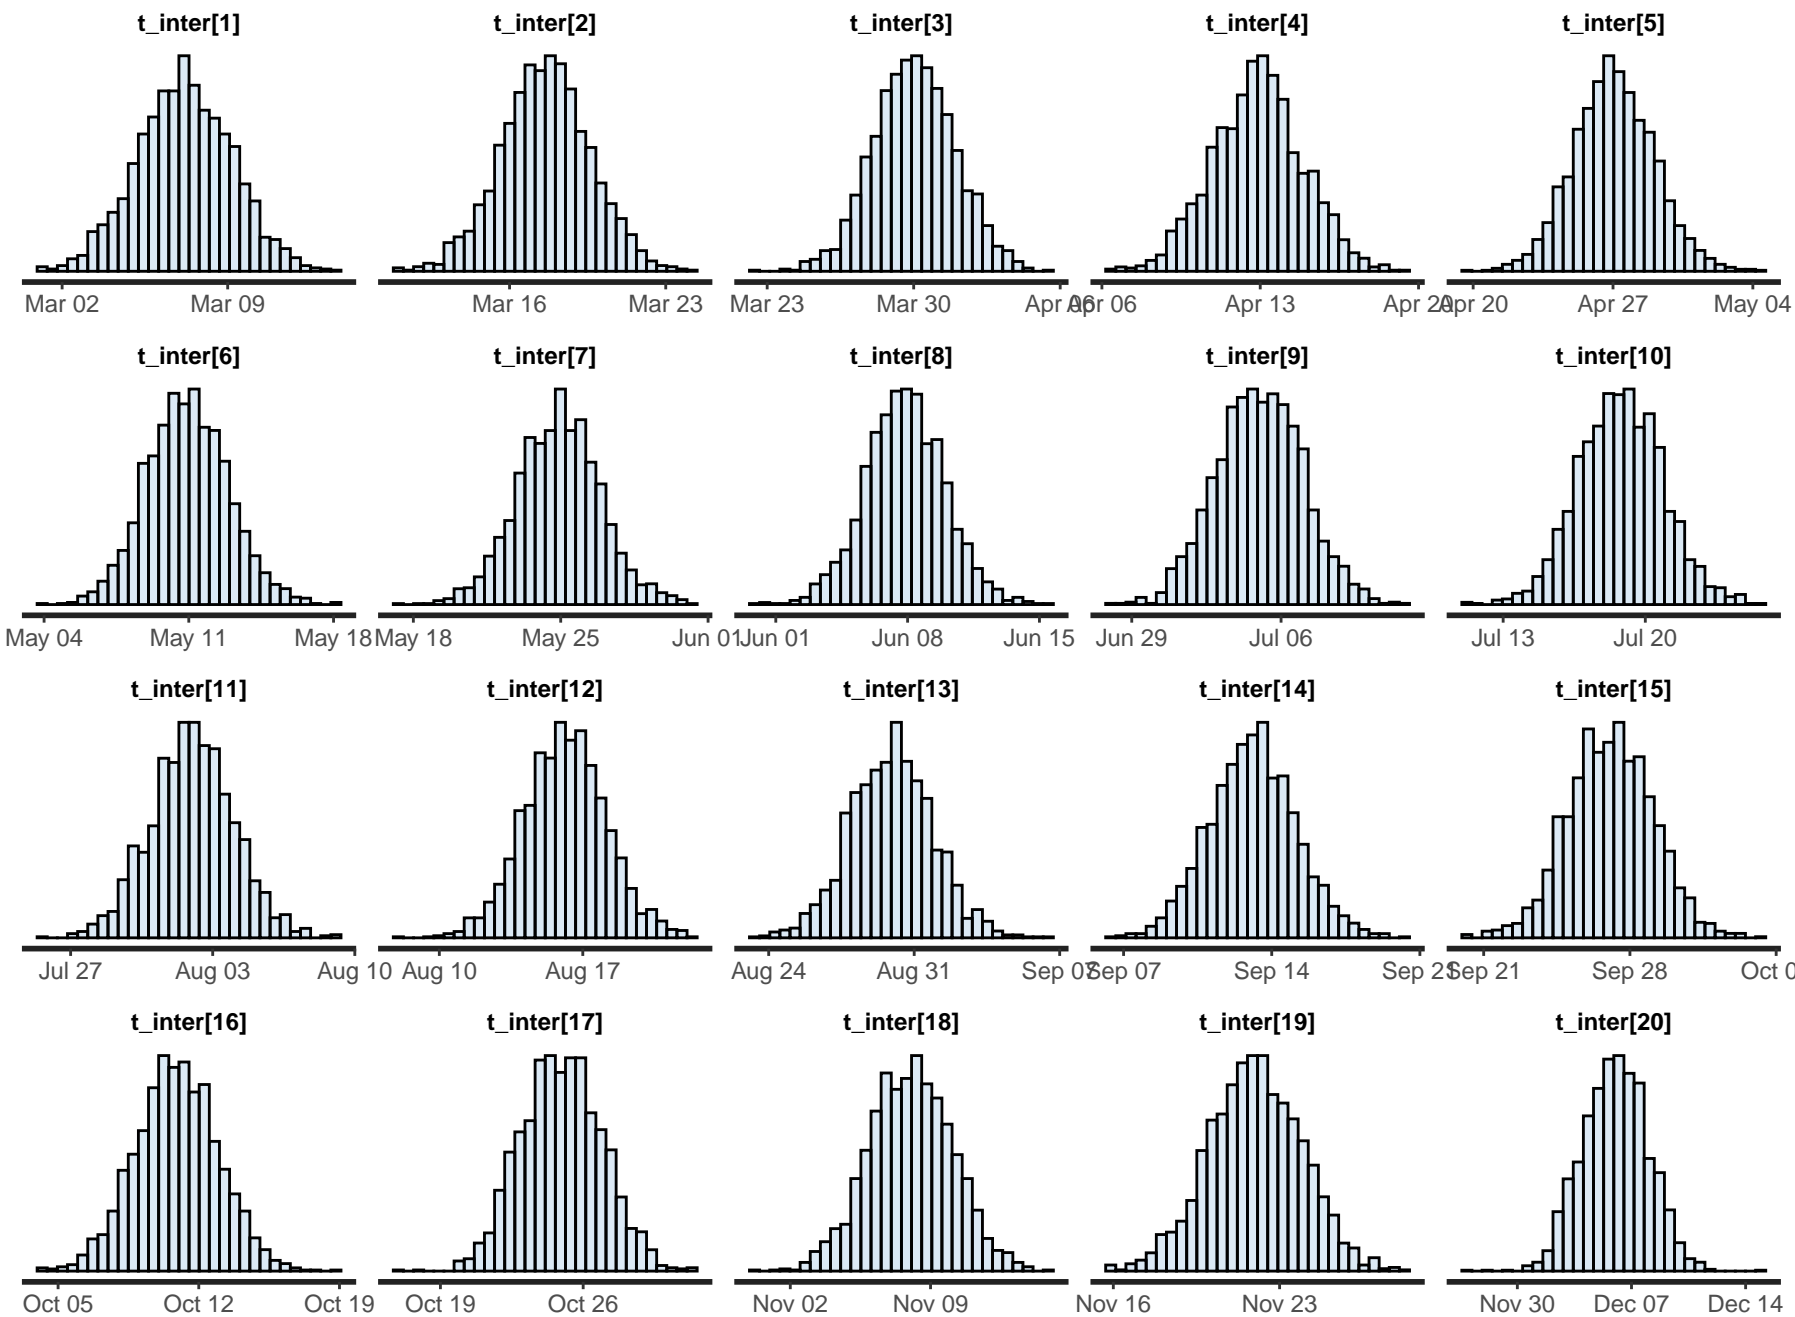 t_inter[1] t_inter[2] t_inter[3] t_inter[4] t_inter[5]
Mar 02 Mar 09 Mar 16 Mar 23 Mar 23 Mar 30 Apr 06 Apr 06 Apr 13 Apr 20 Apr 20 Apr 27 May 04
t_inter[6] t_inter[7] t_inter[8] t_inter[9] t_inter[10]
May 04 May 11 May 18 May 18 May 25 Jun 01 Jun 01 Jun 08 Jun 15 Jun 29 Jul 06 Jul 13 Jul 20
t_inter[11] t_inter[12] t_inter[13] t_inter[14] t_inter[15]
Jul 27 Aug 03 Aug 10 Aug 10 Aug 17 Aug 24 Aug 31 Sep 07 Sep 07 Sep 14 Sep 21 Sep 21 Sep 28 Oct 0
t_inter[16] t_inter[17] t_inter[18] t_inter[19] t_inter[20]
Oct 05 Oct 12 Oct 19 Oct 19 Oct 26 Nov 02 Nov 09 Nov 16 Nov 23 Nov 30 Dec 07 Dec 14